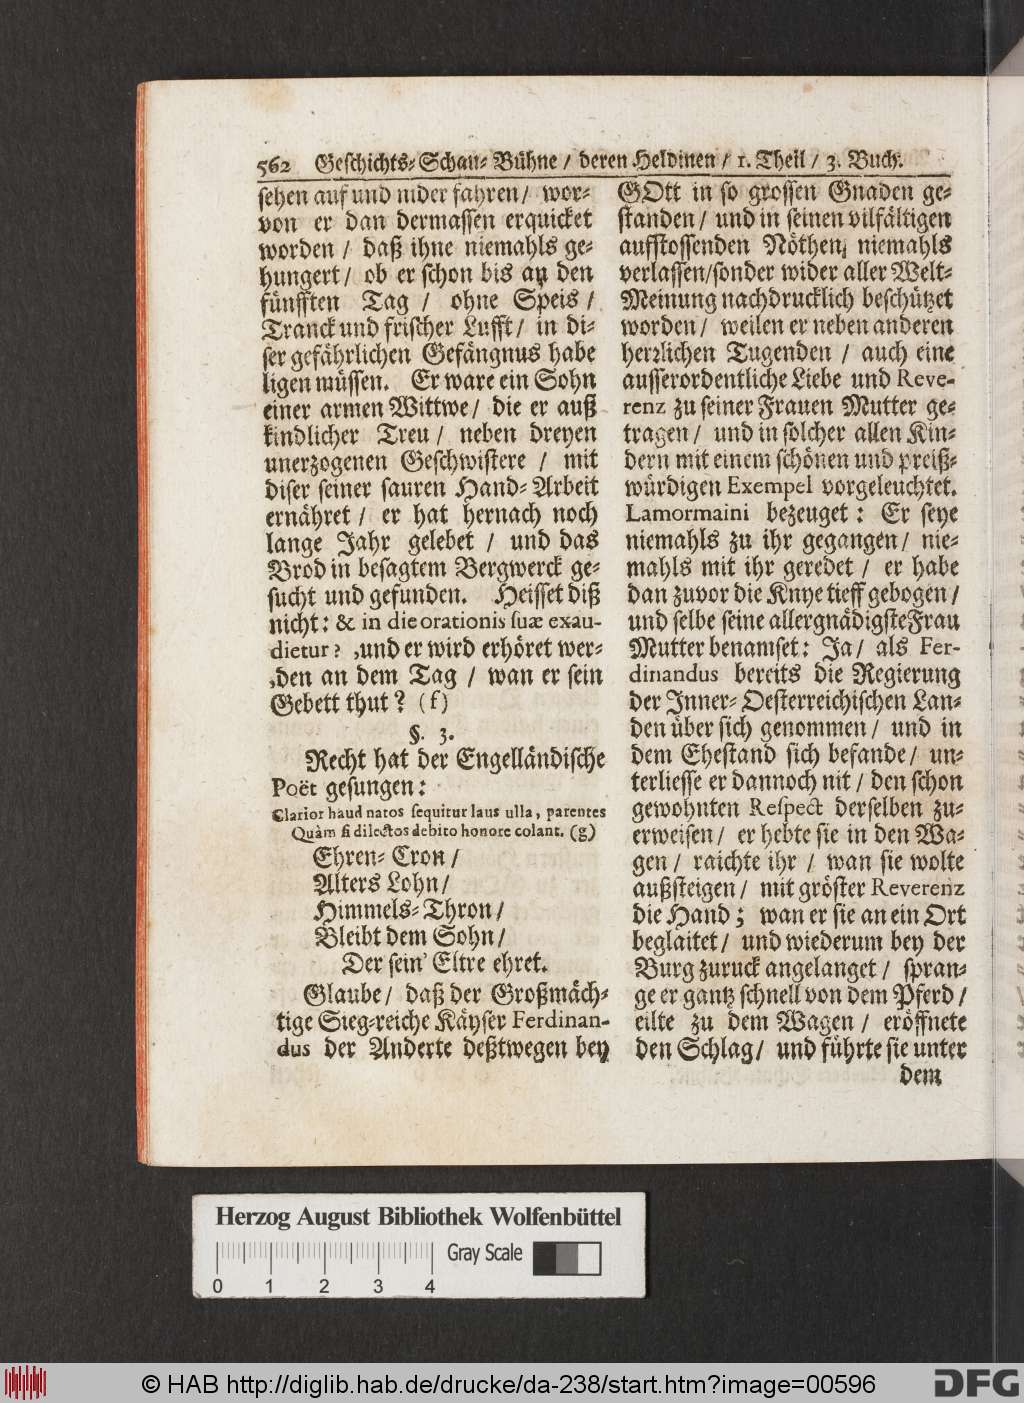 562 Geschichts-Schau-Bühne / deren Heldinen / 1. Theil / 3. Buch.
sehen auf und nider fahren / wor-
von er dan dermassen erquicket
worden / daß ihne niemahls ge-
hungert / ob er schon bis an den
fünfften Tag / ohne Speis /
Tranck und frischer Lufft / in di-
ser gefährlichen Gefängnus habe
ligen müssen. Er ware ein Sohn
einer armen Wittwe / die er auß
kindlicher Treu / neben dreyen
unerzogenen Geschwistere / mit
diser seiner sauren Hand-Arbeit
ernähret / er hat hernach noch
lange Jahr gelebet / und das
Brod in besagtem Bergwerck ge-
sucht und gefunden. Heisset diß
nicht: & in die orationis suæ exau-
dietur? und er wird erhöret wer-
den an dem Tag / wan er sein
Gebett thut? (f)
§. 3.
Recht hat der Engelländische
Poët gesungen:
Clarior haud natos sequitur laus ulla, parentes
Quàm si dilectos debito honore colant. (g)
Ehren-Cron /
Alters Lohn /
Himmels-Thron /
Bleibt dem Sohn /
Der sein' Eltre ehret.
Glaube / daß der Großmäch-
tige Sieg-reiche Käyser Ferdinan-
dus der Anderte deßtwegen bey
GOtt in so grossen Gnaden ge-
standen / und in seinen vilfältigen
auffstossenden Nöthen, niemahls
verlassen / sonder wider aller Welt-
Meinung nachdrucklich beschützet
worden / weilen er neben anderen
herzlichen Tugenden / auch eine
ausserordentliche Liebe und Reve-
renz zu seiner Frauen Mutter ge-
tragen / und in solcher allen Kin-
dern mit einem schönen und preiß-
würdigen Exempel vorgeleuchtet.
Lamormaini bezeuget: Er seye
niemahls zu ihr gegangen / nie-
mahls mit ihr geredet / er habe
dan zuvor die Knye tieff gebogen /
und selbe seine allergnädigste Frau
Mutter benamset: Ja / als Fer-
dinandus bereits die Regierung
der Inner-Oesterreichischen Lan-
den über sich genommen / und in
dem Ehestand sich befande / un-
terliesse er dannoch nit / den schon
gewohnten Respect derselben zu-
erweisen / er hebte sie in den Wa-
gen / raichte ihr / wan sie wolte
außsteigen / mit gröster Reverenz
die Hand; wan er sie an ein Ort
beglaitet / und wiederum bey der
Burg zuruck angelanget / spran-
ge er gantz schnell von dem Pferd /
eilte zu dem Wagen / eröffnete
den Schlag / und führte sie unter
dem
Herzog August Bibliothek Wolfenbüttel
0 1 2 3 4 Gray Scale
© HAB http://diglib.hab.de/drucke/da-238/start.htm?image=00596
DFG